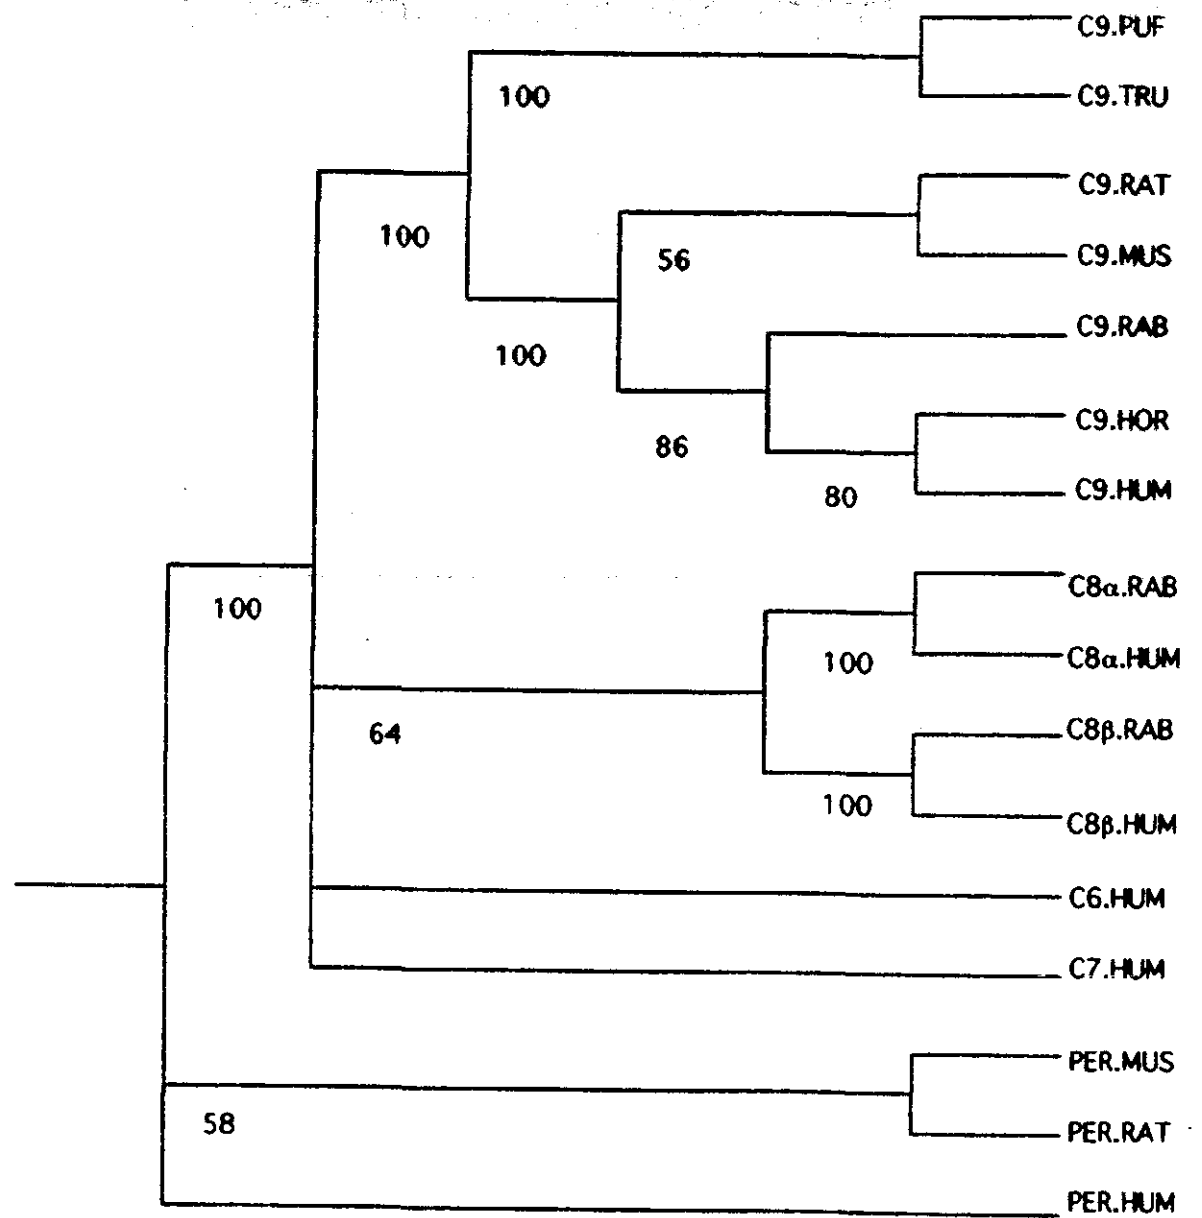 C9.PUF
100
C9.TRU
C9.RAT
100
C9.MUS
56
C9.RAB
100
C9.HOR
86
C9.HUM
80
C8α.RAB
100
C8α.HUM
100
C8β.RAB
64
100
C8β.HUM
C6.HUM
C7.HUM
PER.MUS
58
PER.RAT
PER.HUM